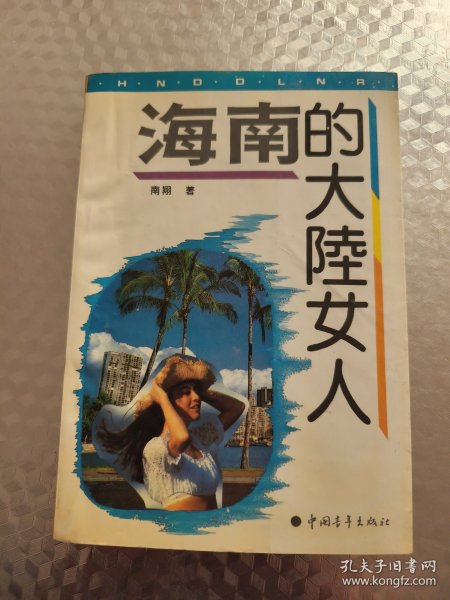 H·N·D·D·L·N·R
海南的大陸女人
南翔 著
中国青年出版社
孔夫子旧书网
www.kongfz.com